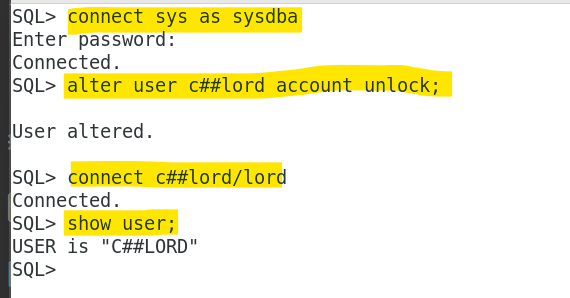 SQL> connect sys as sysdba
Enter password:
Connected.
SQL> alter user c##lord account unlock;
User altered.
SQL> connect c##lord/lord
Connected.
SQL> show user;
USER is "C##LORD"
SQL>